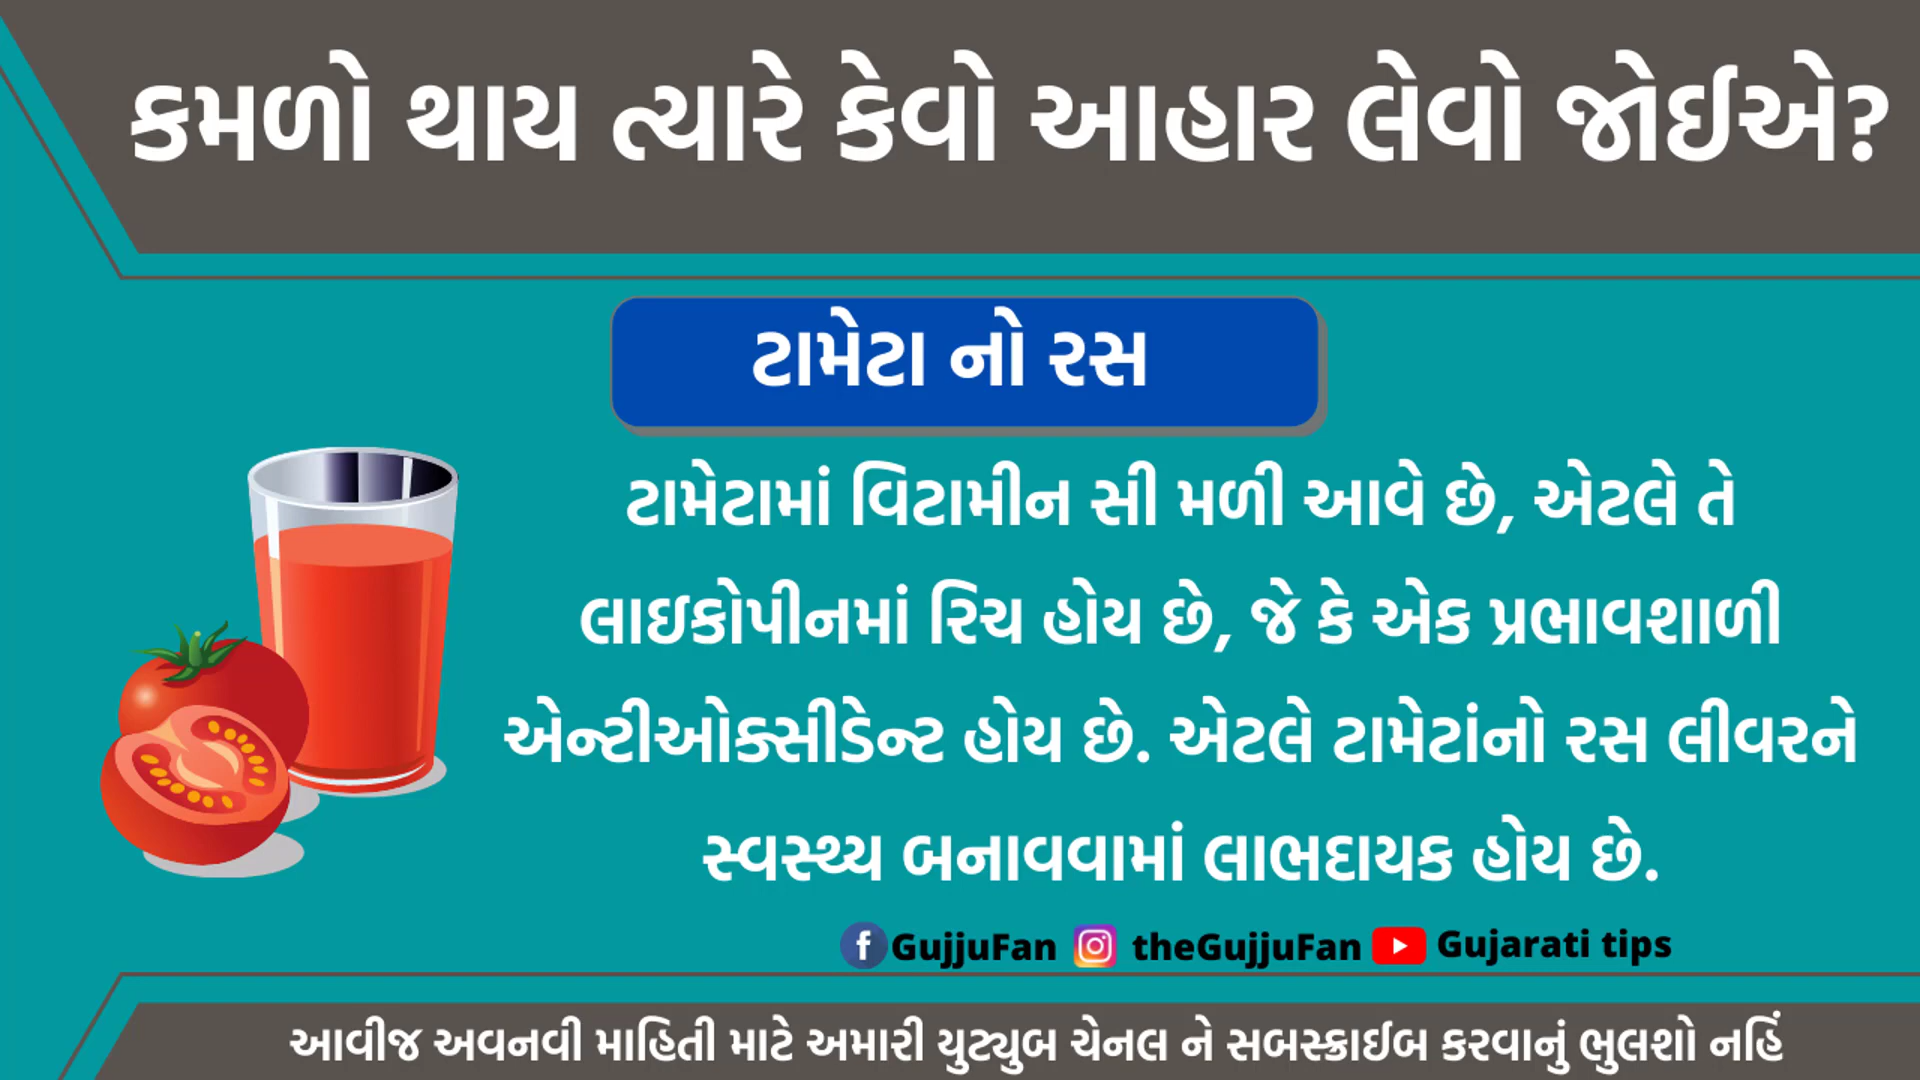 કમળો થાય ત્યારે કેવો આહાર લેવો જોઈએ?
ટામેટા નો રસ
ટામેટામાં વિટામીન સી મળી આવે છે, એટલે તે
લાઇકોપીનમાં રિચ હોય છે, જે કે એક પ્રભાવશાળી
એન્ટીઓક્સીડેન્ટ હોય છે. એટલે ટામેટાંનો રસ લીવરને
સ્વસ્થ્ય બનાવવામાં લાભદાયક હોય છે.
GujjuFan theGujjuFan Gujarati tips
આવીજ અવનવી માહિતી માટે અમારી યુટ્યુબ ચેનલ ને સબસ્ક્રાઈબ કરવાનું ભુલશો નહિં